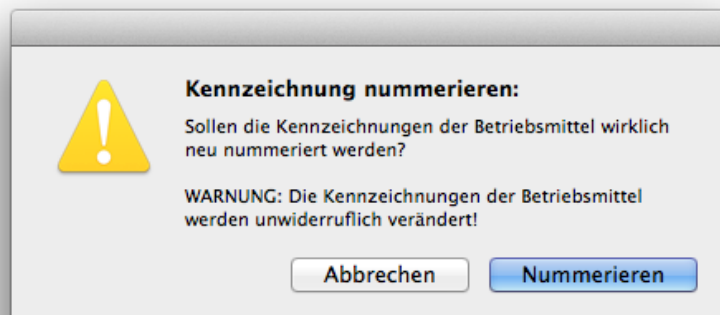 Kennzeichnung nummerieren:
Sollen die Kennzeichnungen der Betriebsmittel wirklich
neu nummeriert werden?
WARNUNG: Die Kennzeichnungen der Betriebsmittel
werden unwiderruflich verändert!
Abbrechen
Nummerieren